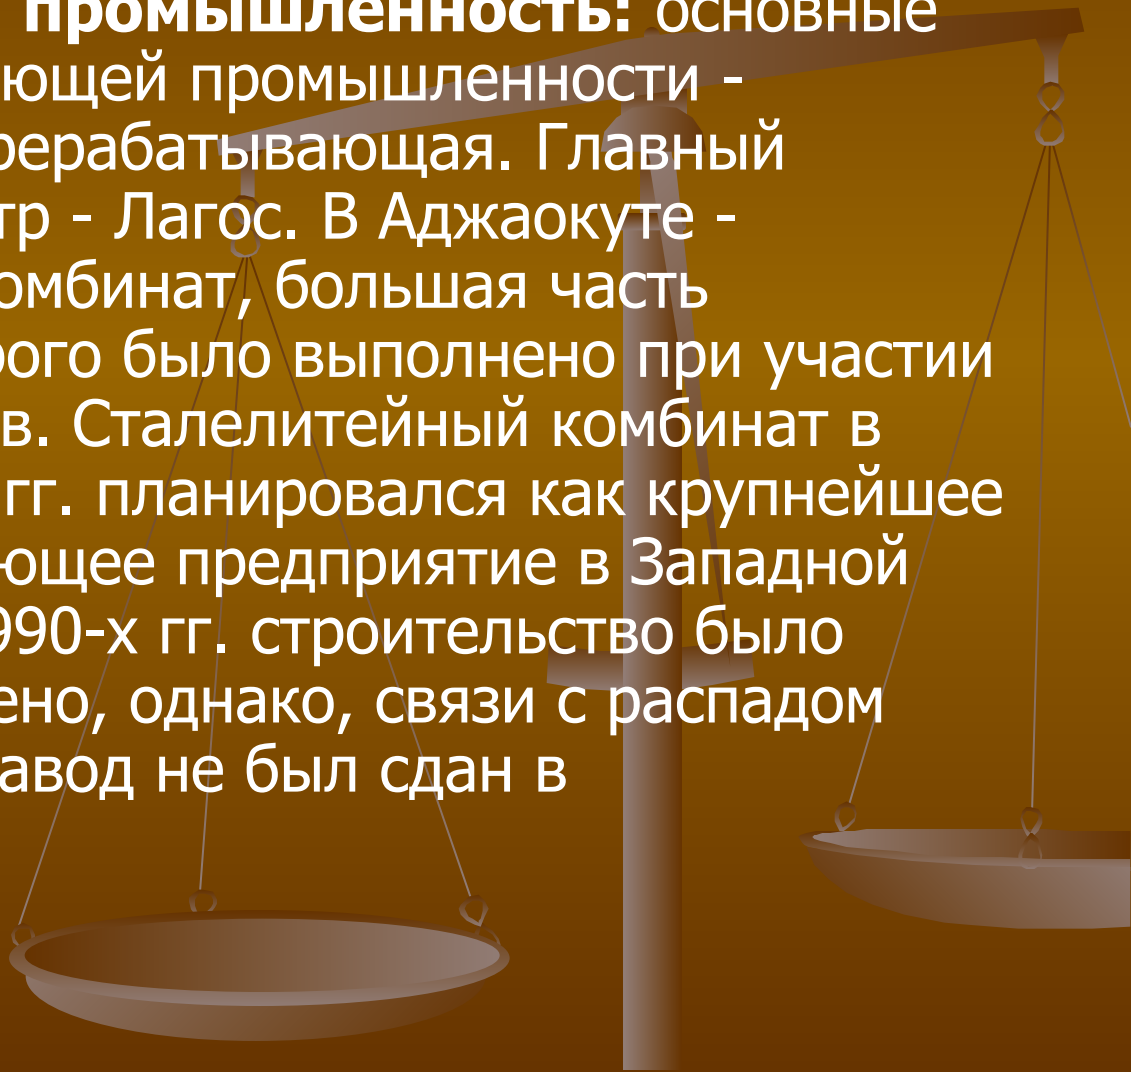 промышленность: основные
ющей промышленности -
рерабатывающая. Главный
тр - Лагос. В Аджаокуте -
омбинат, большая часть
рого было выполнено при участии
в. Сталелитейный комбинат в
гг. планировался как крупнейшее
ющее предприятие в Западной
990-х гг. строительство было
ено, однако, связи с распадом
авод не был сдан в